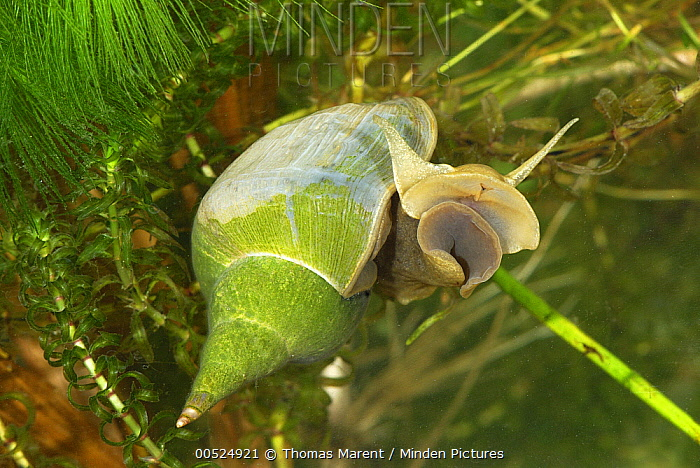 MINDEN
PICTURES
00524921 © Thomas Marent / Minden Pictures